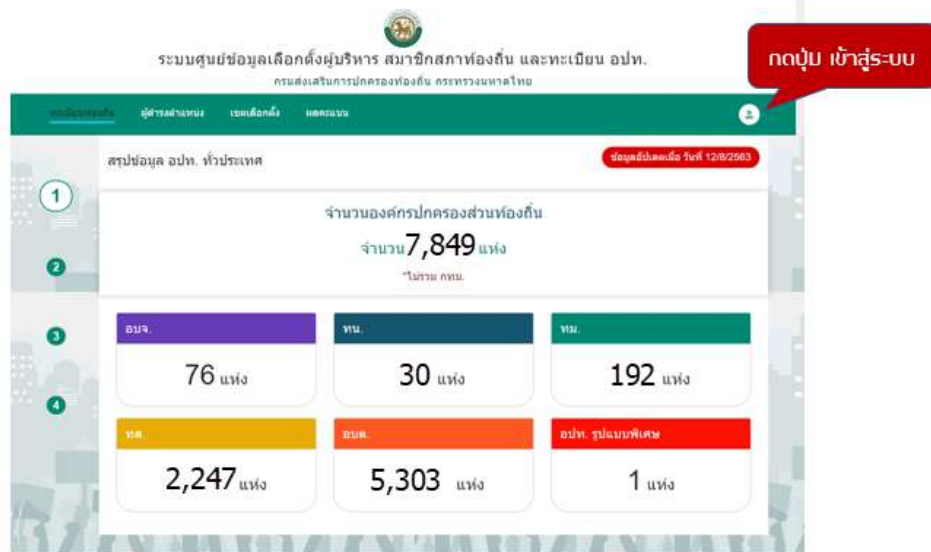 ระบบศูนย์ข้อมูลเลือกตั้งผู้บริหาร สมาชิกสภาท้องถิ่น และทะเบียน อปท.
กรมส่งเสริมการปกครองท้องถิ่น กระทรวงมหาดไทย
กดปุ่ม เข้าสู่ระบบ
ผู้ดำรงตำแหน่ง เขตเลือกตั้ง ผลคะแนน
สรุปข้อมูล อปท. ทั่วประเทศ
ข้อมูลอัปเดตเมื่อ วันที่ 12/8/2563
1
จำนวนองค์กรปกครองส่วนท้องถิ่น
จำนวน 7,849 แห่ง
*ไม่รวม กทม.
2
3
4
อบจ.
76 แห่ง
ทน.
30 แห่ง
ทม.
192 แห่ง
ทต.
2,247 แห่ง
อบต.
5,303 แห่ง
อปท. รูปแบบพิเศษ
1 แห่ง